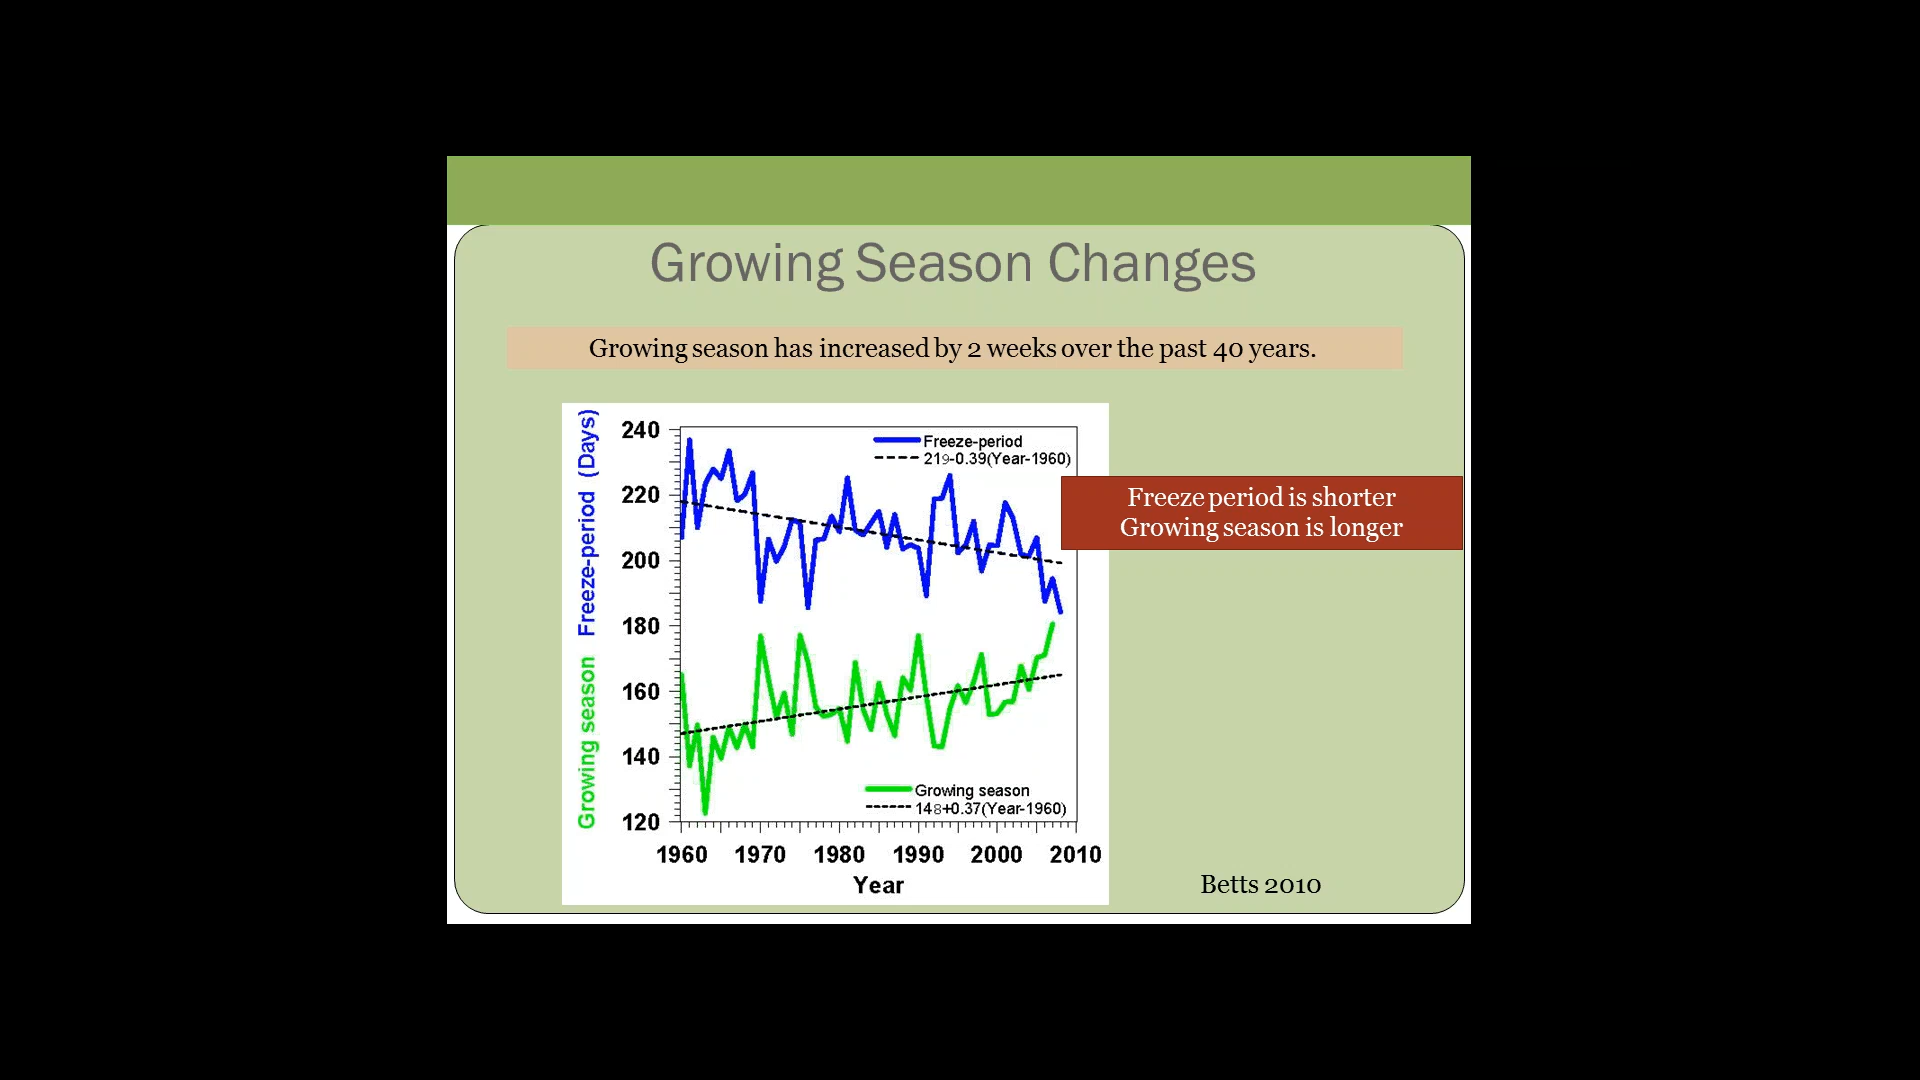 Growing Season Changes
Growing season has increased by 2 weeks over the past 40 years.
Growing season Freeze-period (Days)
240
220
200
180
160
140
120
Freeze-period
219-0.39(Year-1960)
Growing season
148+0.37(Year-1960)
1960 1970 1980 1990 2000 2010
Year
Freeze period is shorter
Growing season is longer
Betts 2010